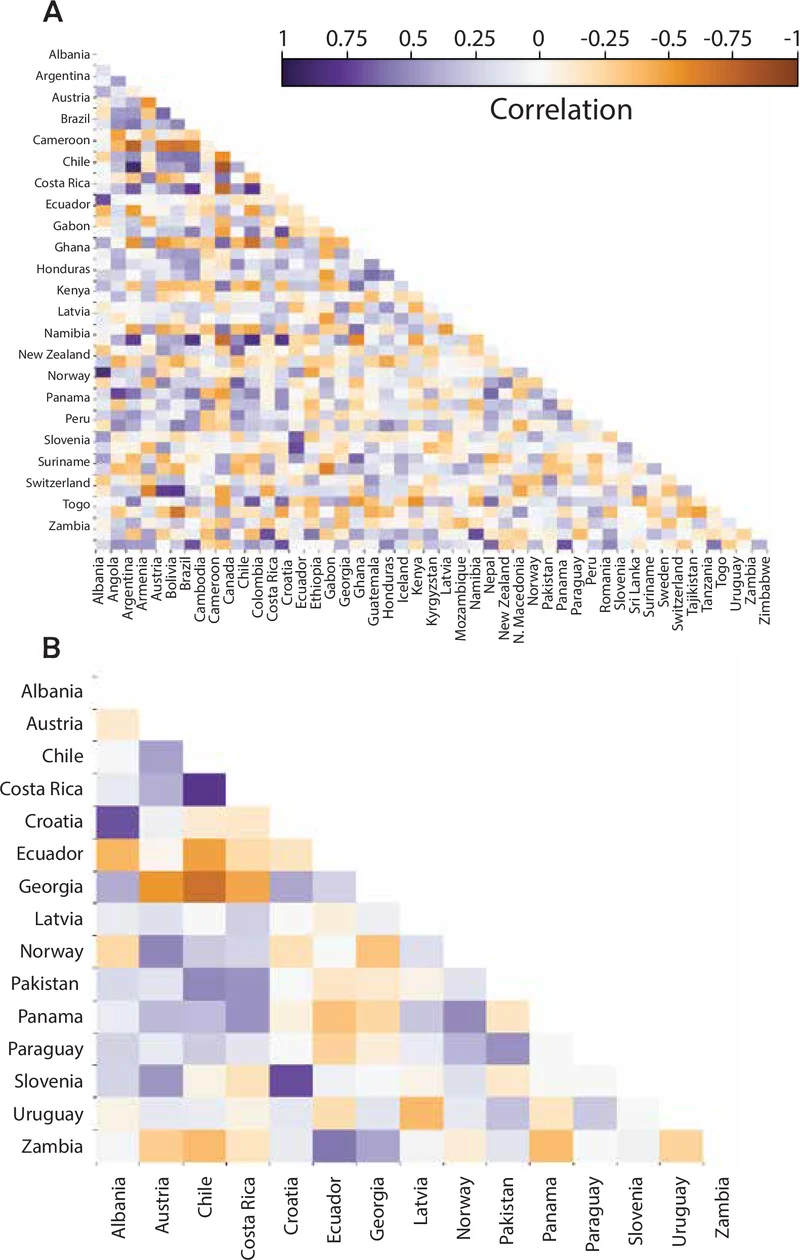 A
1 0.75 0.5 0.25 0 -0.25 -0.5 -0.75 -1
Correlation
Albania
Argentina
Austria
Brazil
Cameroon
Chile
Costa Rica
Ecuador
Gabon
Ghana
Honduras
Kenya
Latvia
Namibia
New Zealand
Norway
Panama
Peru
Slovenia
Suriname
Switzerland
Togo
Zambia
Albania
Angola
Argentina
Armenia
Austria
Bolivia
Brazil
Cambodia
Cameroon
Canada
Chile
Colombia
Costa Rica
Croatia
Ecuador
Ethiopia
Gabon
Georgia
Ghana
Guatemala
Honduras
Iceland
Kenya
Kyrgyzstan
Latvia
Mozambique
Namibia
Nepal
New Zealand
N. Macedonia
Norway
Pakistan
Panama
Paraguay
Peru
Romania
Slovenia
Sri Lanka
Suriname
Sweden
Switzerland
Tajikistan
Tanzania
Togo
Uruguay
Zambia
Zimbabwe
B
Albania
Austria
Chile
Costa Rica
Croatia
Ecuador
Georgia
Latvia
Norway
Pakistan
Panama
Paraguay
Slovenia
Uruguay
Zambia
Albania
Austria
Chile
Costa Rica
Croatia
Ecuador
Georgia
Latvia
Norway
Pakistan
Panama
Paraguay
Slovenia
Uruguay
Zambia